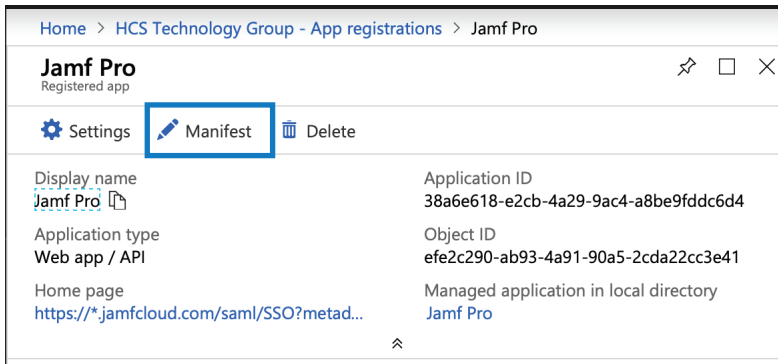 Home > HCS Technology Group - App registrations > Jamf Pro
Jamf Pro
Registered app
Settings Manifest Delete
Display name
Jamf Pro
Application ID
38a6e618-e2cb-4a29-9ac4-a8be9fddc6d4
Application type
Web app / API
Object ID
efe2c290-ab93-4a91-90a5-2cda22cc3e41
Home page
https://*.jamfcloud.com/saml/SSO?metad...
Managed application in local directory
Jamf Pro